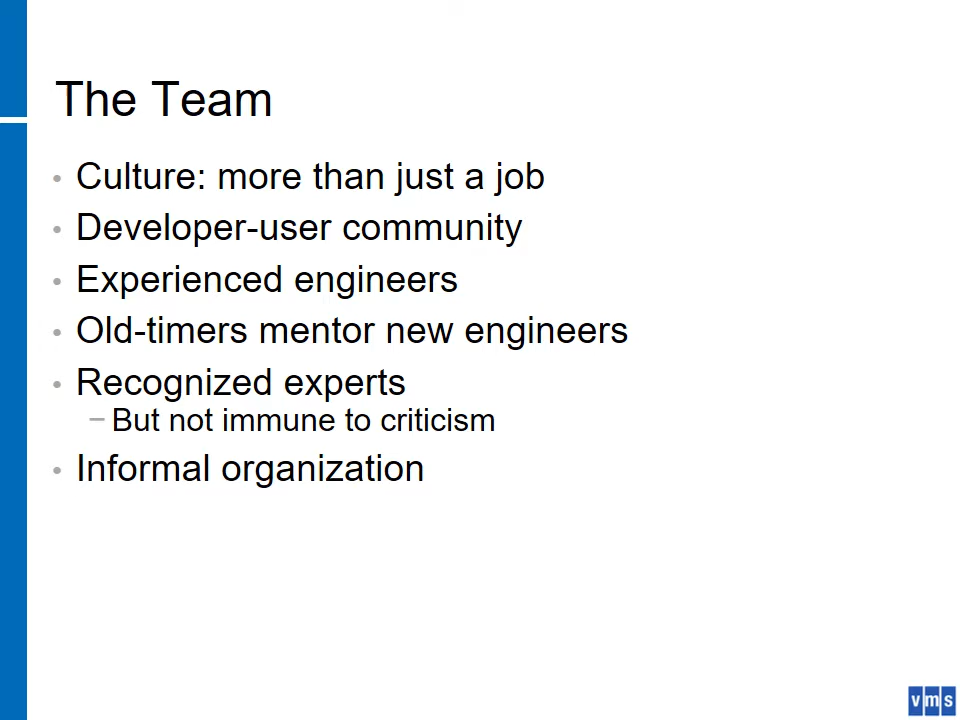 The Team
• Culture: more than just a job
• Developer-user community
• Experienced engineers
• Old-timers mentor new engineers
• Recognized experts
− But not immune to criticism
• Informal organization
vms